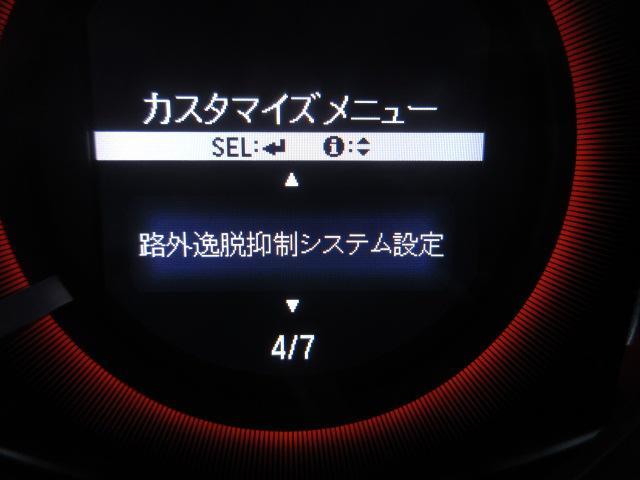 カスタマイズメニュー
SEL:↵ ℹ:◆
▲
路外逸脱抑制システム設定
▼
4/7